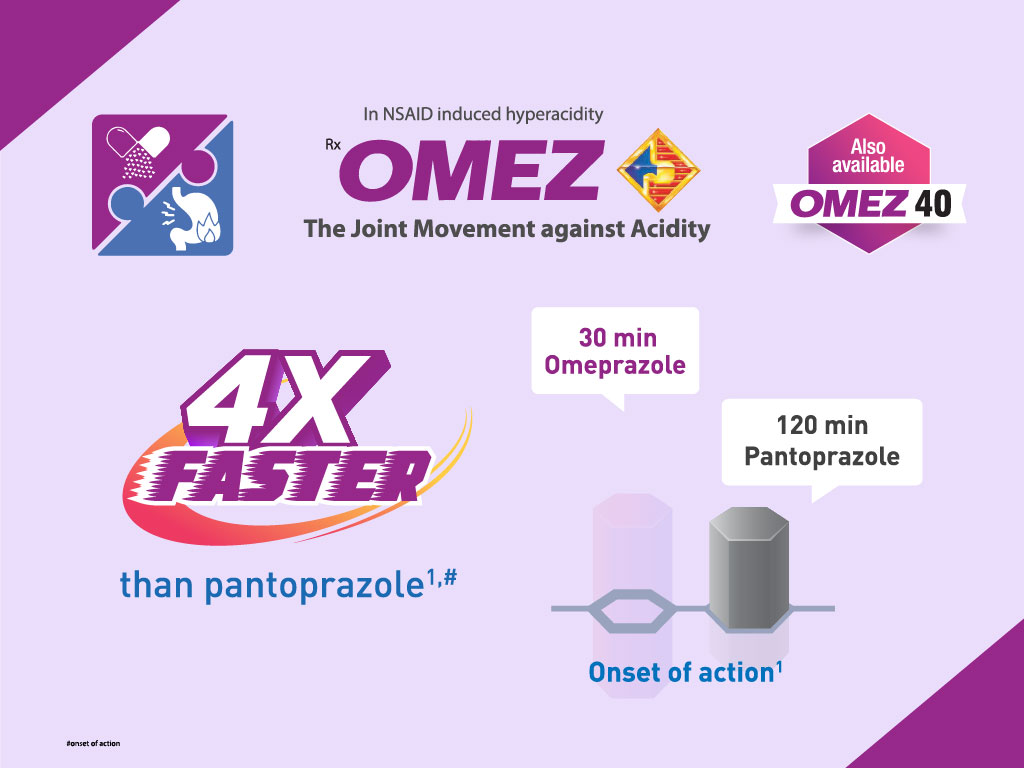 In NSAID induced hyperacidity
Rx OMEZ
The Joint Movement against Acidity
Also
available
OMEZ 40
4X
FASTER
than pantoprazole1,#
30 min
Omeprazole
120 min
Pantoprazole
Onset of action1
#onset of action